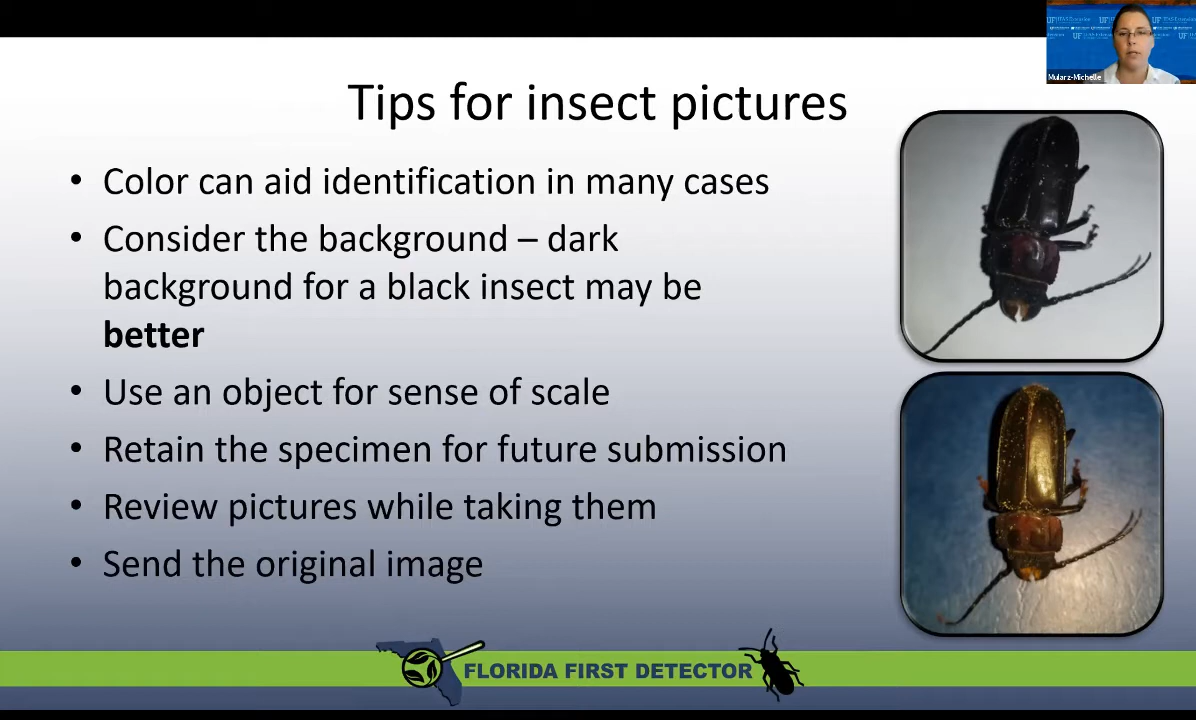 Mularz-Michelle
Tips for insect pictures
• Color can aid identification in many cases
• Consider the background – dark
background for a black insect may be
better
• Use an object for sense of scale
• Retain the specimen for future submission
• Review pictures while taking them
• Send the original image
FLORIDA FIRST DETECTOR